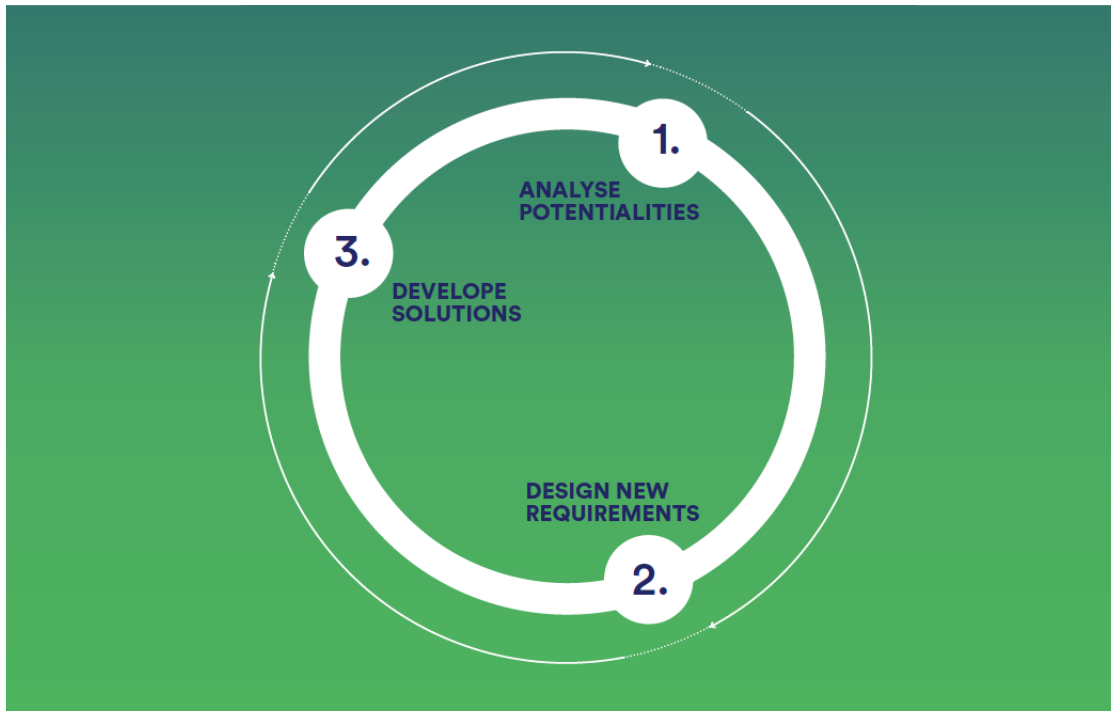 1.
ANALYSE
POTENTIALITIES
3.
DEVELOPE
SOLUTIONS
DESIGN NEW
REQUIREMENTS
2.